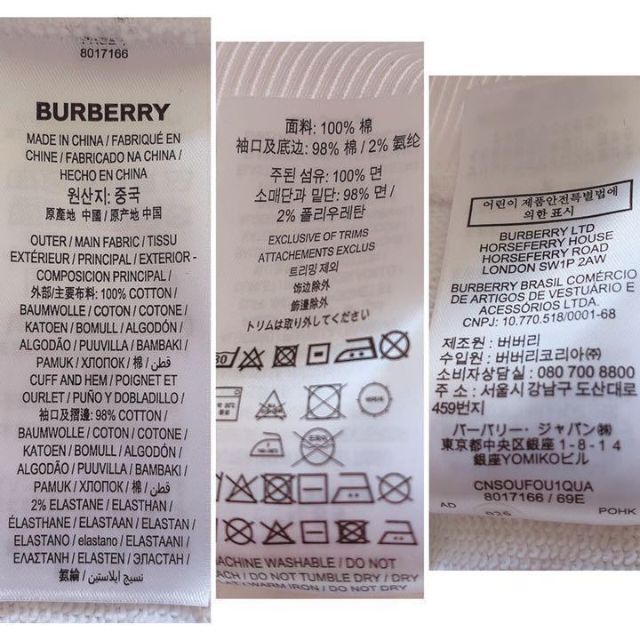 8017166
BURBERRY
MADE IN CHINA / FABRIQUÉ EN
CHINE / FABRICADO NA CHINA /
HECHO EN CHINA
원산지: 중국
原產地 中國 / 原产地 中国
OUTER / MAIN FABRIC / TISSU
EXTÉRIEUR / PRINCIPAL / EXTERIOR -
COMPOSICIÓN PRINCIPAL /
外部/主要布料: 100% COTTON /
BAUMWOLLE / COTON / COTONE /
KATOEN / BOMULL / ALGODÓN /
ALGODÃO / PUUVILLA / BAMBAKI /
PAMUK / ХЛОПОК / 棉 / قطن /
CUFF AND HEM / POIGNET ET
OURLET / PUÑO Y DOBLADILLO /
袖口及摺邊: 98% COTTON /
BAUMWOLLE / COTON / COTONE /
KATOEN / BOMULL / ALGODÓN /
ALGODÃO / PUUVILLA / BAMBAKI /
PAMUK / ХЛОПОК / 棉 / قطن /
2% ELASTANE / ELASTHAN /
ÉLASTHANE / ELASTAAN / ELASTAN /
ELASTANO / elastano / ELASTAANI /
ΕΛΑΣΤΑΝΗ / ELASTEN / ЭЛАСТАН /
氨綸 / نسيج إيلاستين
面料: 100% 棉
袖口及底边: 98% 棉 / 2% 氨纶
주된 섬유: 100% 면
소매단과 밑단: 98% 면 /
2% 폴리우레탄
EXCLUSIVE OF TRIMS
ATTACHEMENTS EXCLUS
트리밍 제외
饰边除外
飾邊除外
トリムは取り外してください
MACHINE WASHABLE / DO NOT
/ DO NOT TUMBLE DRY / DRY
/ WARM IRON / DO NOT DRY
어린이 제품안전특별법에
의한 표시
BURBERRY LTD
HORSEFERRY HOUSE
HORSEFERRY ROAD
LONDON SW1P 2AW
BURBERRY BRASIL COMÉRCIO
DE ARTIGOS DE VESTUÁRIO E
ACESSÓRIOS LTDA.
CNPJ: 10.770.518/0001-68
제조원 : 버버리
수입원 : 버버리코리아㈜
소비자상담실 : 080 700 8800
주 소 : 서울시 강남구 도산대로
459번지
バーバリー・ジャパン㈱
東京都中央区銀座 1 - 8 - 1 4
銀座YOMIKOビル
CNSOUFOU1QUA
8017166 / 69E
AD
POHK